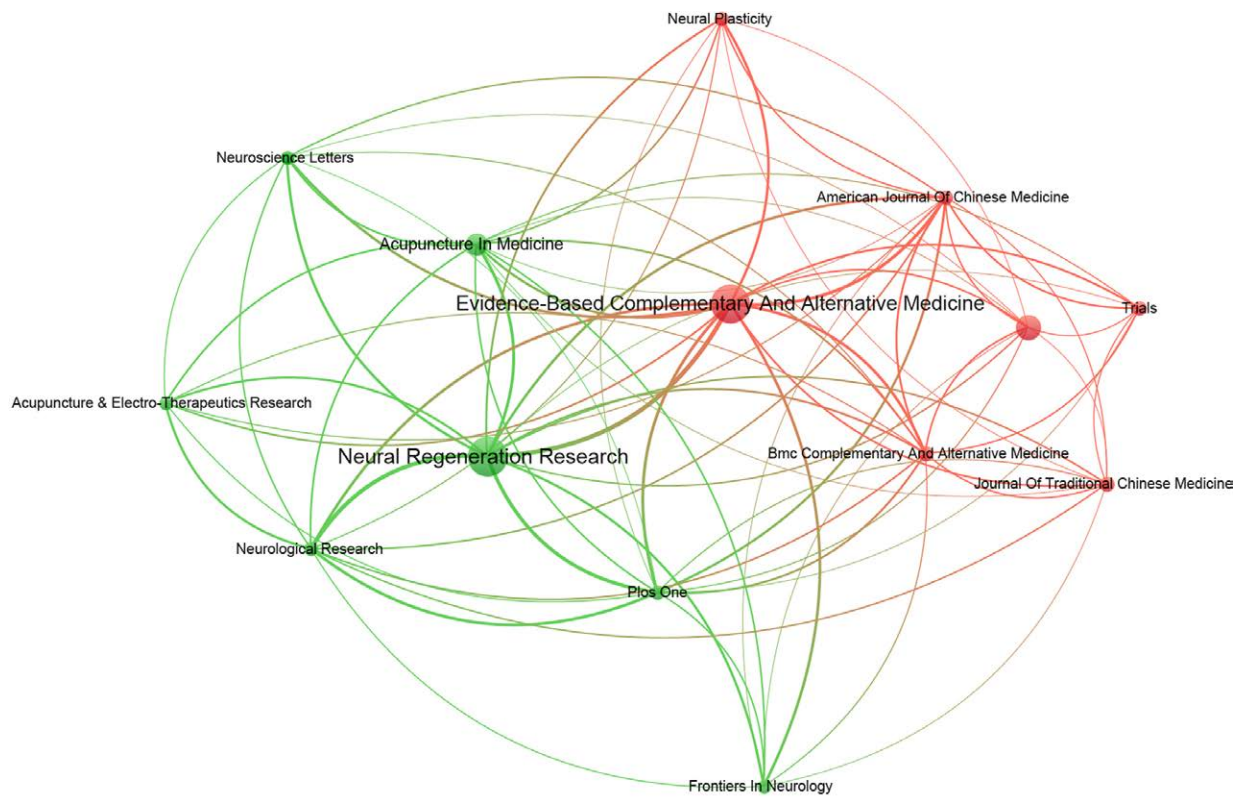 Neural Plasticity
Neuroscience Letters
American Journal Of Chinese Medicine
Acupuncture In Medicine
Evidence-Based Complementary And Alternative Medicine
Trials
Acupuncture & Electro-Therapeutics Research
Neural Regeneration Research
Bmc Complementary And Alternative Medicine
Journal Of Traditional Chinese Medicine
Neurological Research
Plos One
Frontiers In Neurology